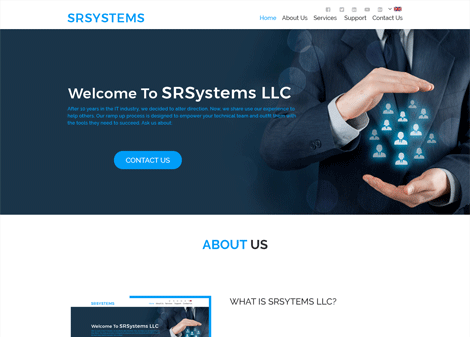 SRSYSTEMS
Home About Us Services Support Contact Us
Welcome To SRSystems LLC
After 10 years in the IT industry, we decided to alter direction. Now, we share use our experience to
help others. Our ramp up process is designed to empower your technical team and outfit them with
the tools they need to succeed. Ask us about!
CONTACT US
ABOUT US
SRSYSTEMS
WHAT IS SRSYTEMS LLC?
Welcome To SRSystems LLC